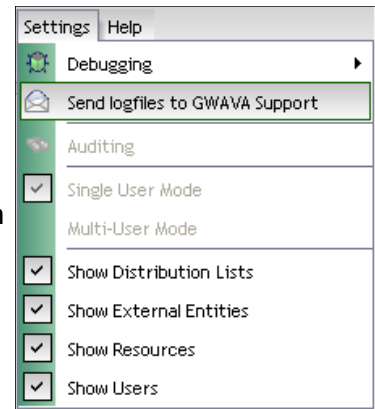 Settings Help
Debugging
Send logfiles to GWAVA Support
Auditing
Single User Mode
Multi-User Mode
Show Distribution Lists
Show External Entities
Show Resources
Show Users